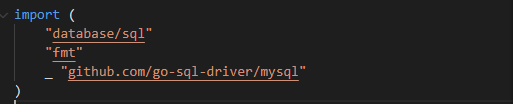 import (
    "database/sql"
    "fmt"
    _ "github.com/go-sql-driver/mysql"
)